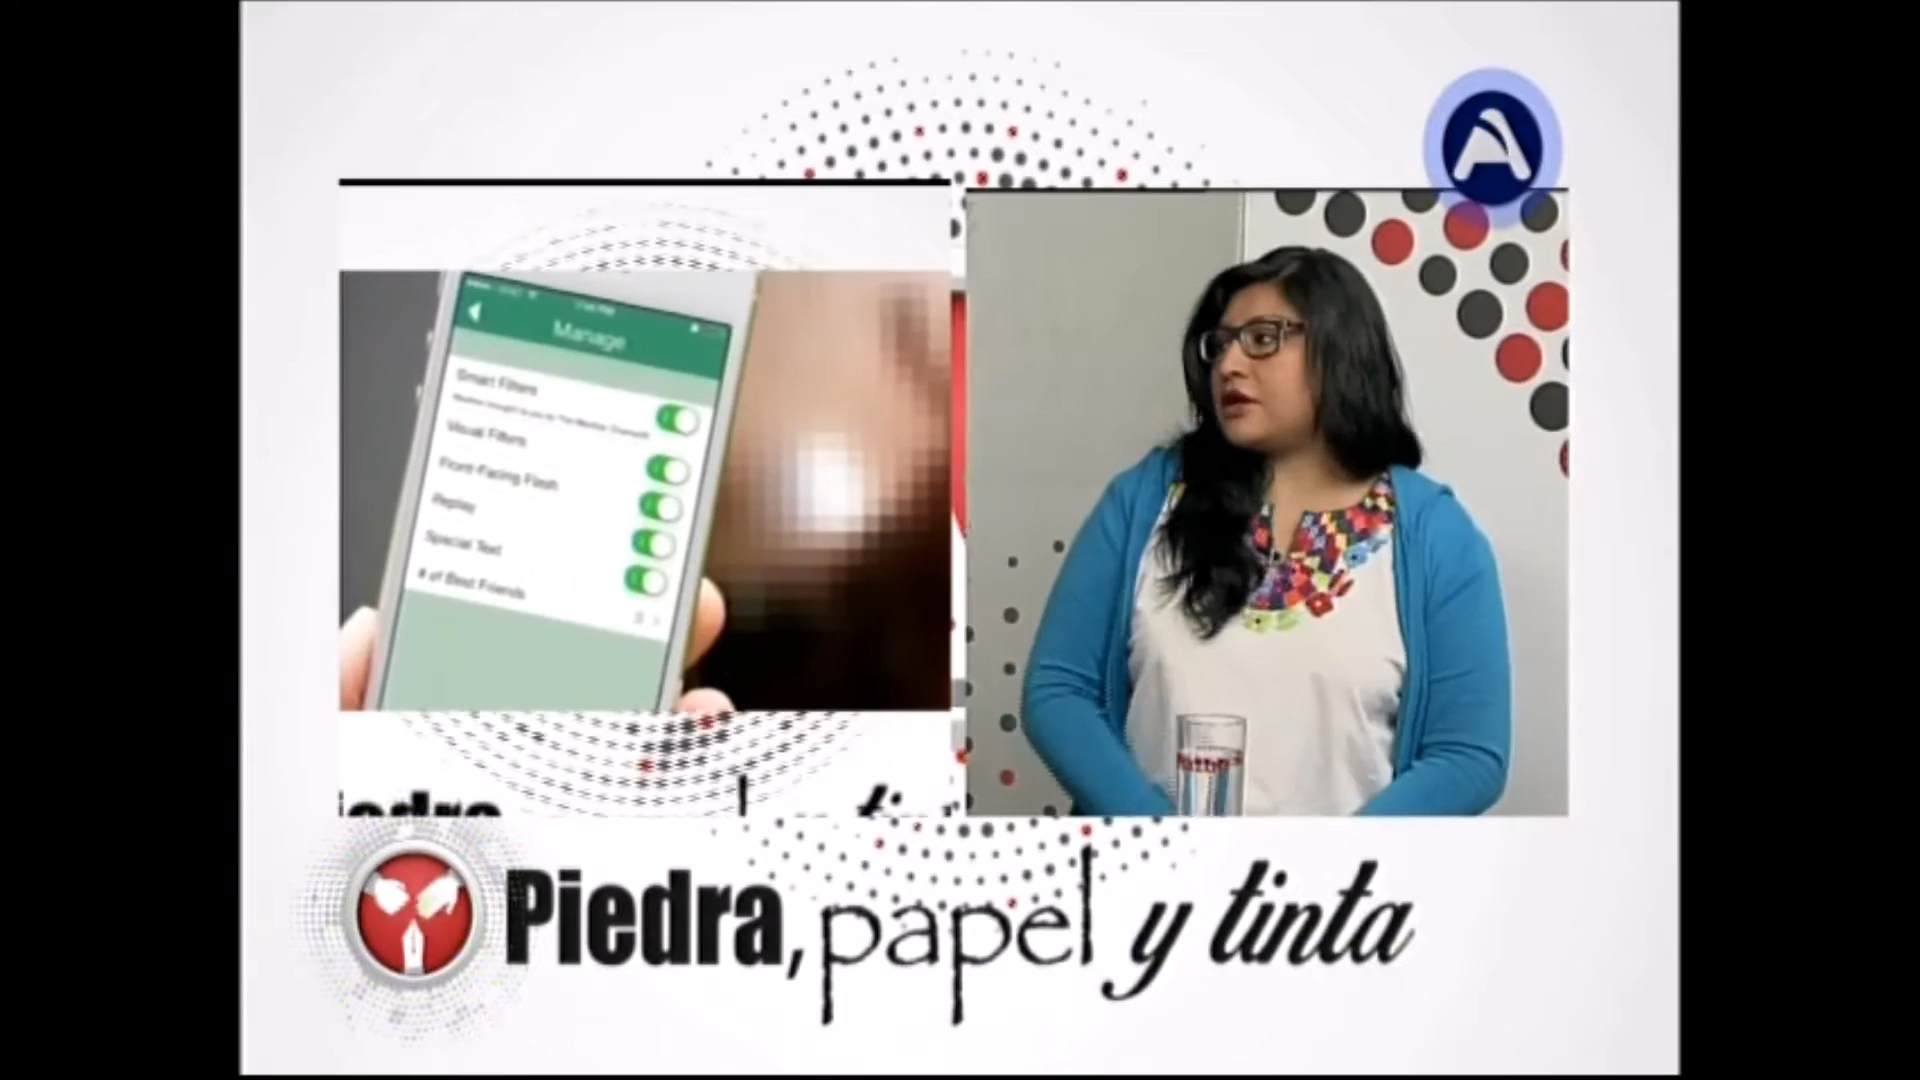 A
Manage
Smart Filters
Visual Filters
Front-Facing Flash
Replay
Special Text
# of Best Friends
Piedra, papel y tinta